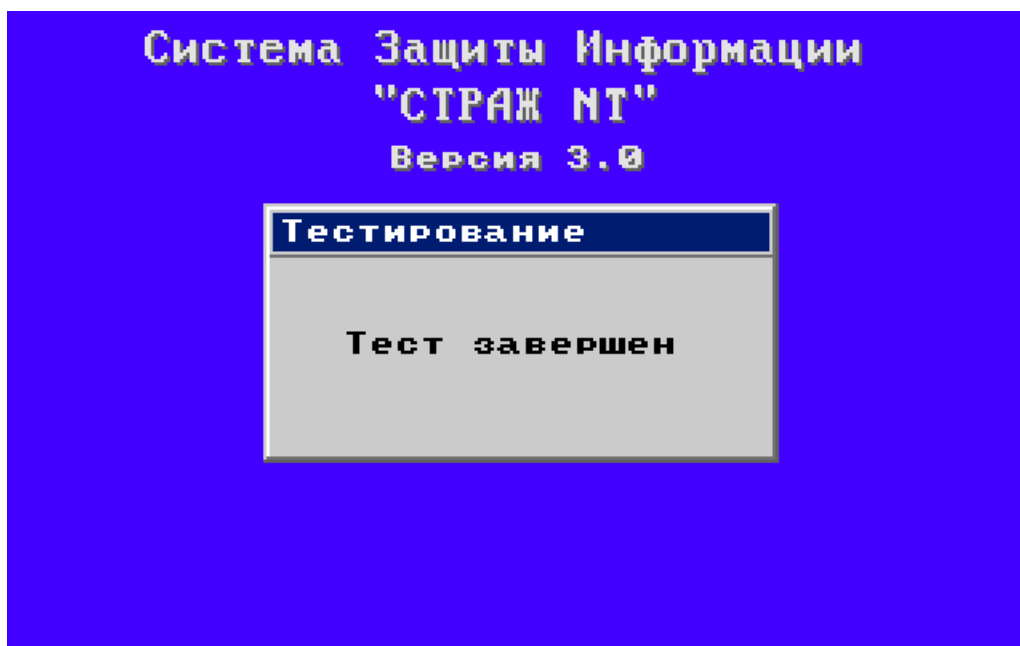 Система Защиты Информации
"СТРАЖ NT"
Версия 3.0
Тестирование
Тест завершен